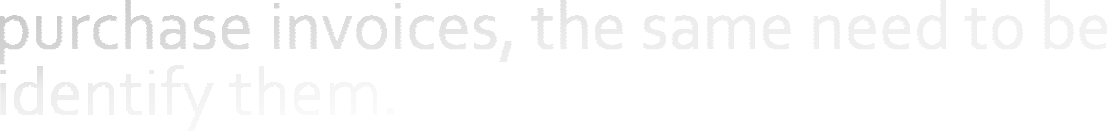 purchase invoices, the same need to be
identify them.